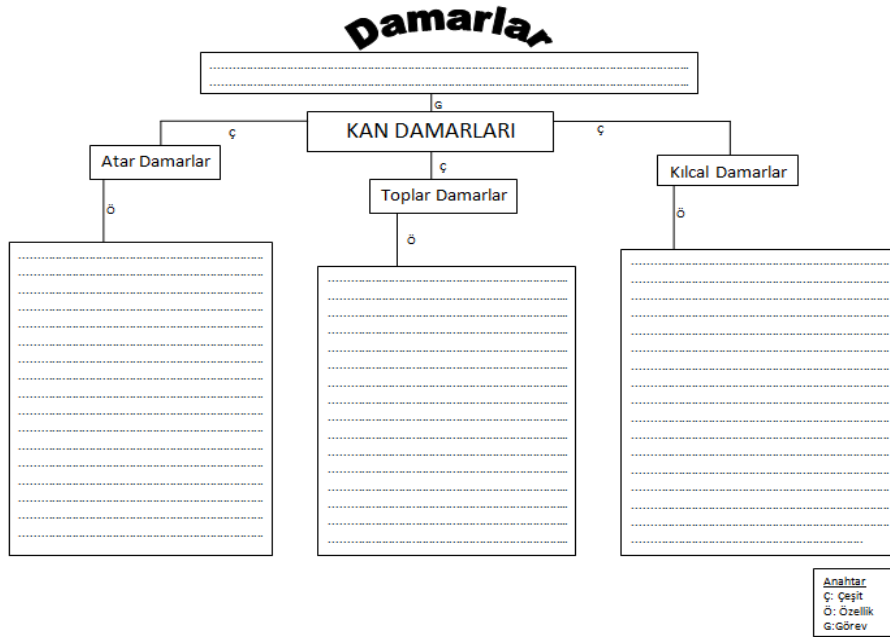 Damarlar
G
KAN DAMARLARI
Ç
Ç
Atar Damarlar
Ç
Kılcal Damarlar
Toplar Damarlar
Ö
Ö
Ö
Anahtar
Ç: Çeşit
Ö: Özellik
G:Görev